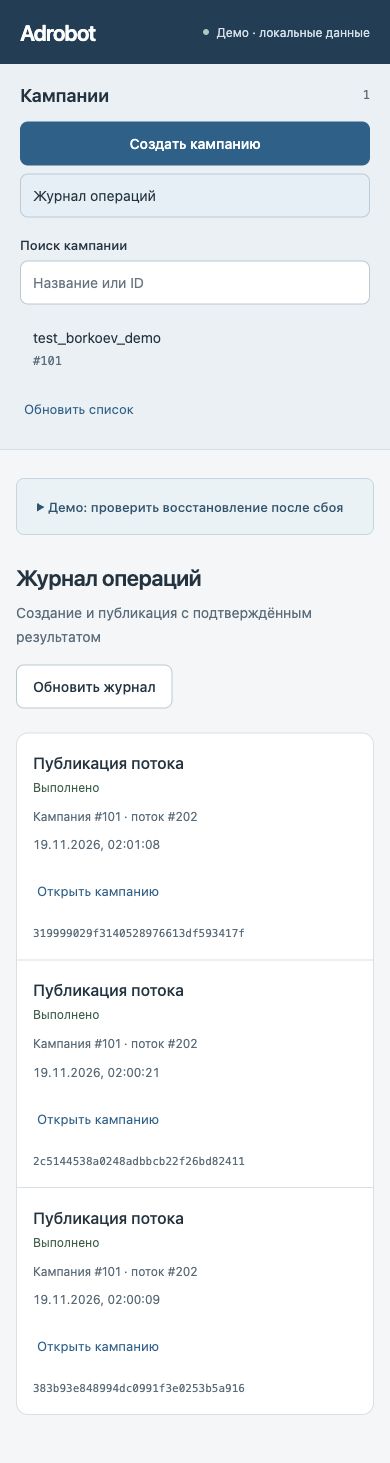 Adrobot
Демо · локальные данные
Кампании
1
Создать кампанию
Журнал операций
Поиск кампании
Название или ID
test_borkoev_demo
#101
Обновить список
Демо: проверить восстановление после сбоя
Журнал операций
Создание и публикация с подтверждённым
результатом
Обновить журнал
Публикация потока
Выполнено
Кампания #101 · поток #202
19.11.2026, 02:01:08
Открыть кампанию
319999029f3140528976613df593417f
Публикация потока
Выполнено
Кампания #101 · поток #202
19.11.2026, 02:00:21
Открыть кампанию
2c5144538a0248adbbcb22f26bd82411
Публикация потока
Выполнено
Кампания #101 · поток #202
19.11.2026, 02:00:09
Открыть кампанию
383b93e848994dc0991f3e0253b5a916